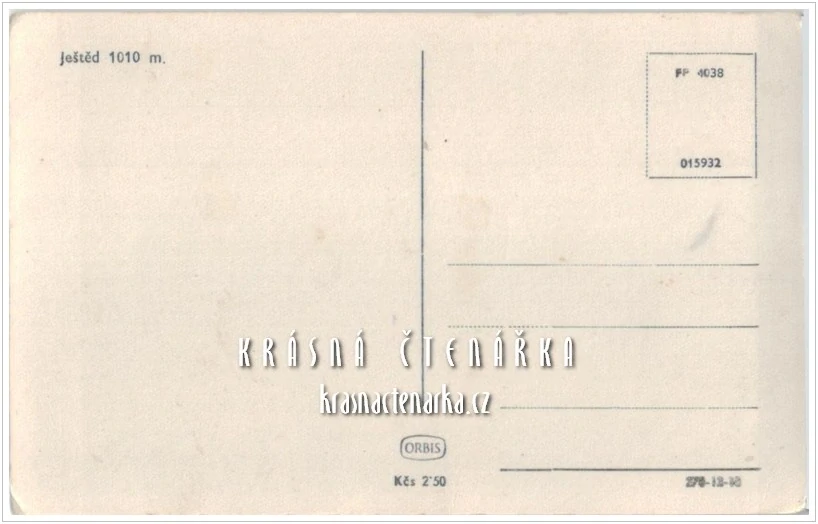 Ještěd 1010 m.
FP 4038
015932
KRÁSNÁ ČTENÁŘKA
krasnactenarka.cz
ORBIS
Kčs 2'50